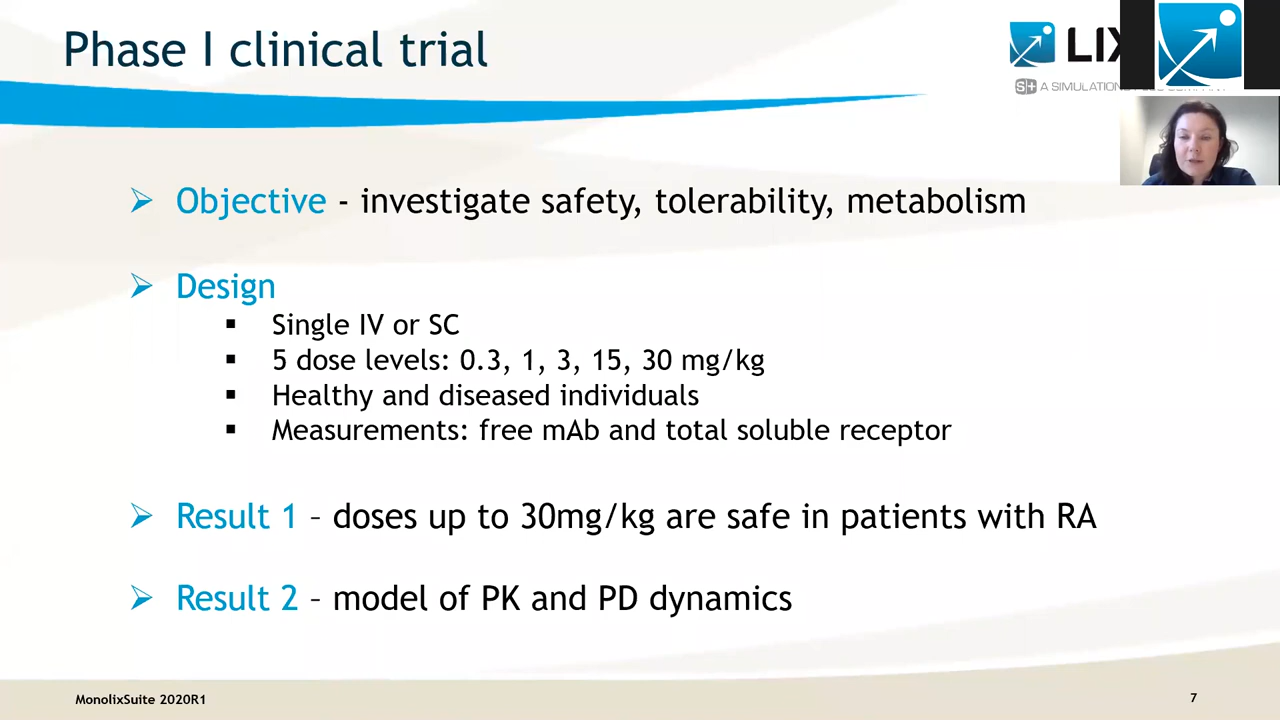 Phase I clinical trial
LIX
S+ A SIMULATION
➢ Objective - investigate safety, tolerability, metabolism
➢ Design
▪ Single IV or SC
▪ 5 dose levels: 0.3, 1, 3, 15, 30 mg/kg
▪ Healthy and diseased individuals
▪ Measurements: free mAb and total soluble receptor
➢ Result 1 – doses up to 30mg/kg are safe in patients with RA
➢ Result 2 – model of PK and PD dynamics
MonolixSuite 2020R1
7